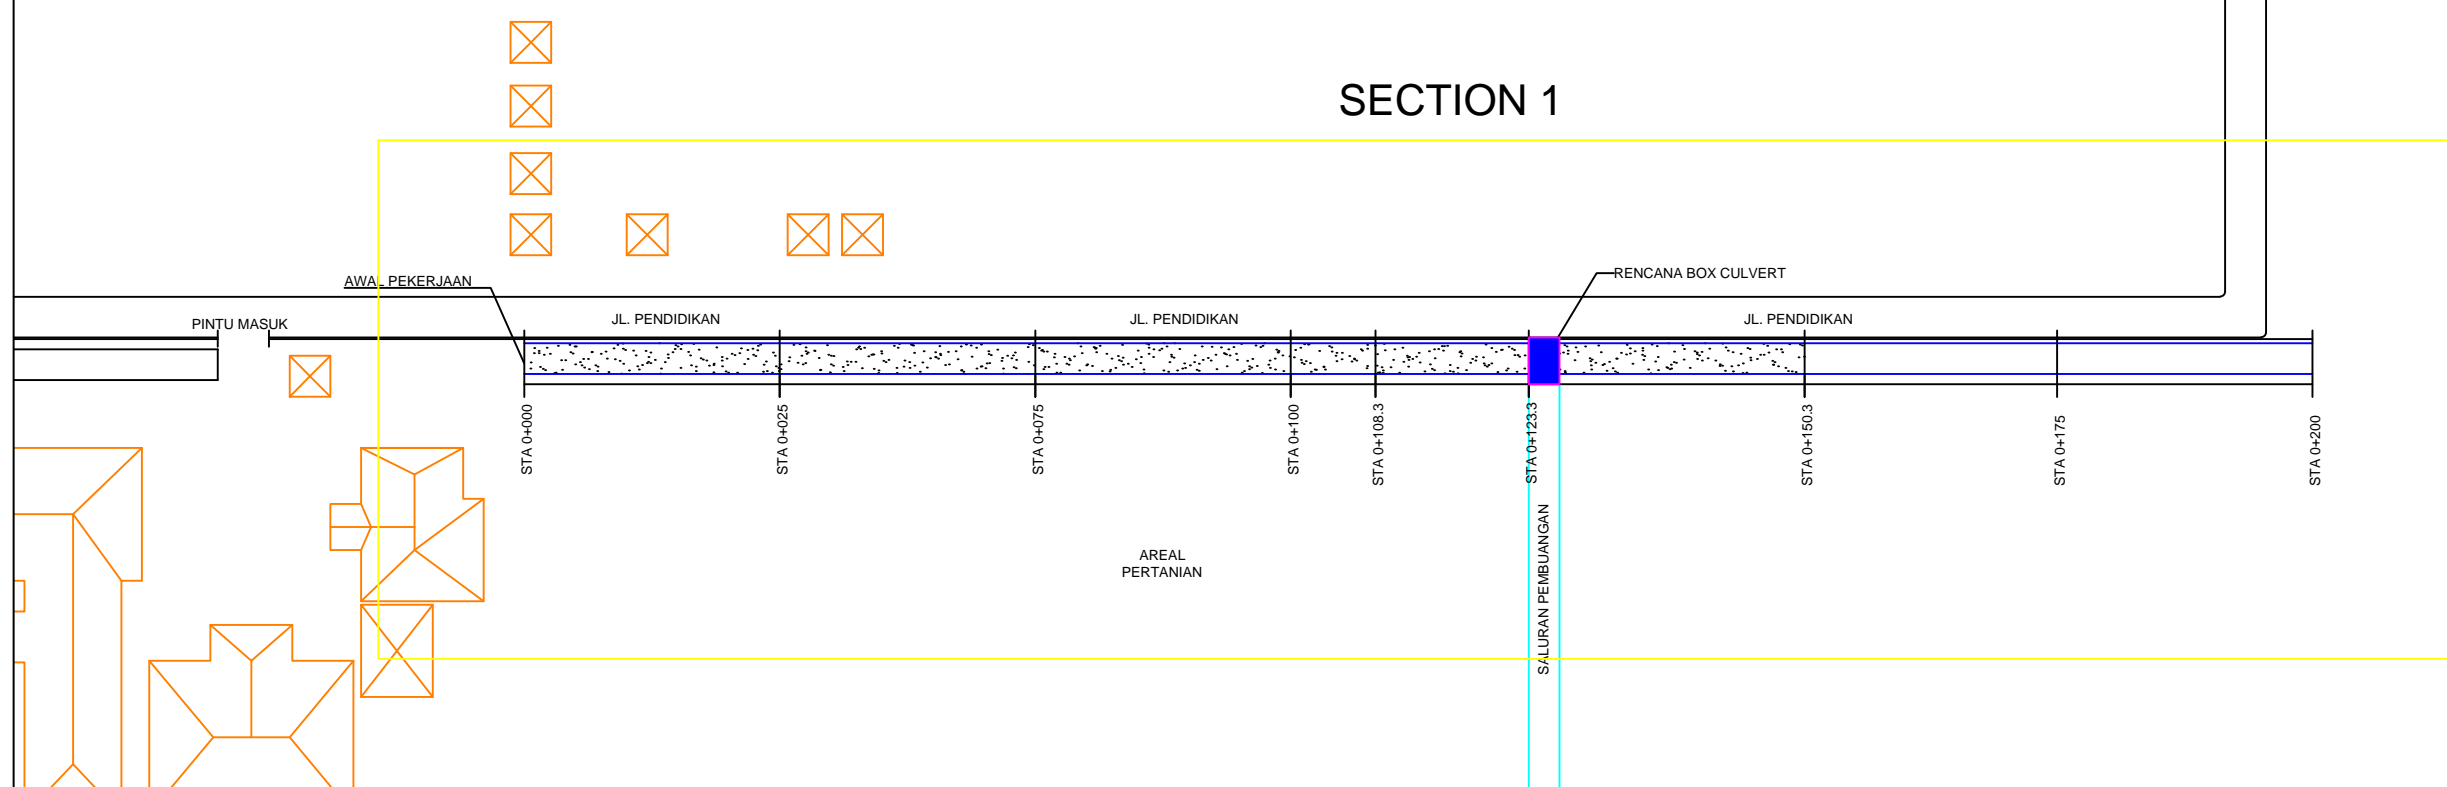 SECTION 1
RENCANA BOX CULVERT
AWAL PEKERJAAN
PINTU MASUK
JL. PENDIDIKAN
JL. PENDIDIKAN
JL. PENDIDIKAN
STA 0+000
STA 0+025
STA 0+075
STA 0+100
STA 0+108.3
STA 0+123.3
STA 0+150.3
STA 0+175
STA 0+200
AREAL
PERTANIAN
SALURAN PEMBUANGAN